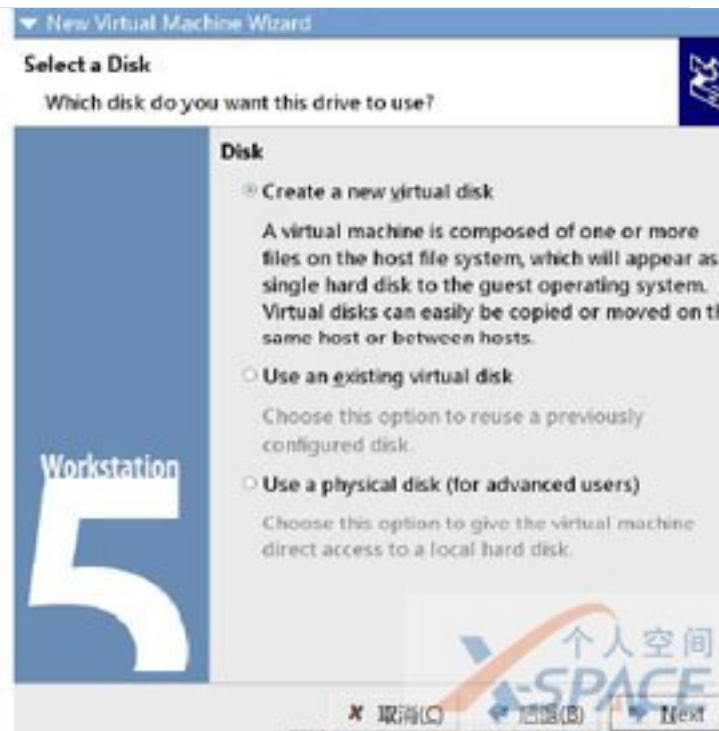 New Virtual Machine Wizard
Select a Disk
Which disk do you want this drive to use?
Disk
Create a new virtual disk
A virtual machine is composed of one or more
files on the host file system, which will appear as
single hard disk to the guest operating system.
Virtual disks can easily be copied or moved on th
same host or between hosts.
Use an existing virtual disk
Choose this option to reuse a previously
configured disk.
Use a physical disk (for advanced users)
Choose this option to give the virtual machine
direct access to a local hard disk.
Workstation
5
个人空间
X-SPACE
取消(C)
后退(B)
Next